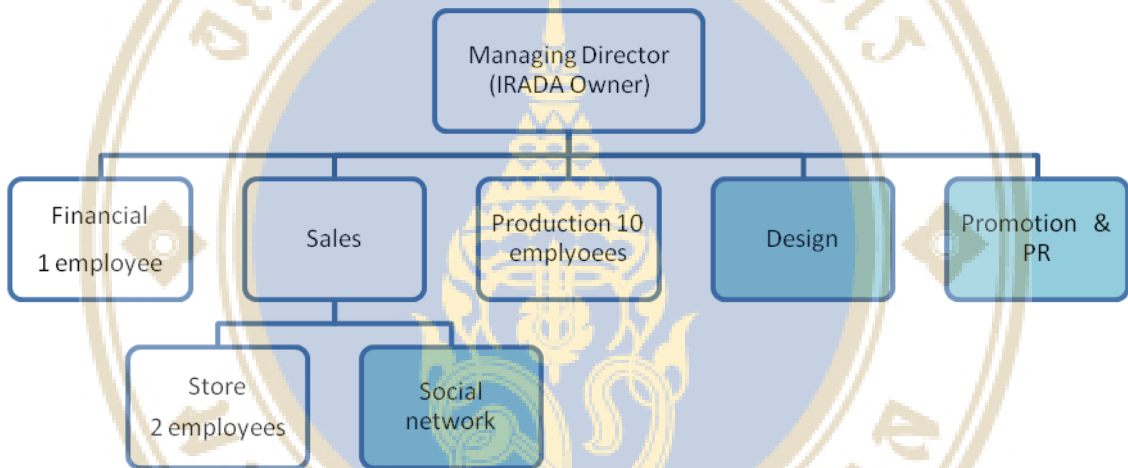 Managing Director
(IRADA Owner)
Financial
1 employee
Sales
Production 10
emplyoees
Design
Promotion &
PR
Store
2 employees
Social
network